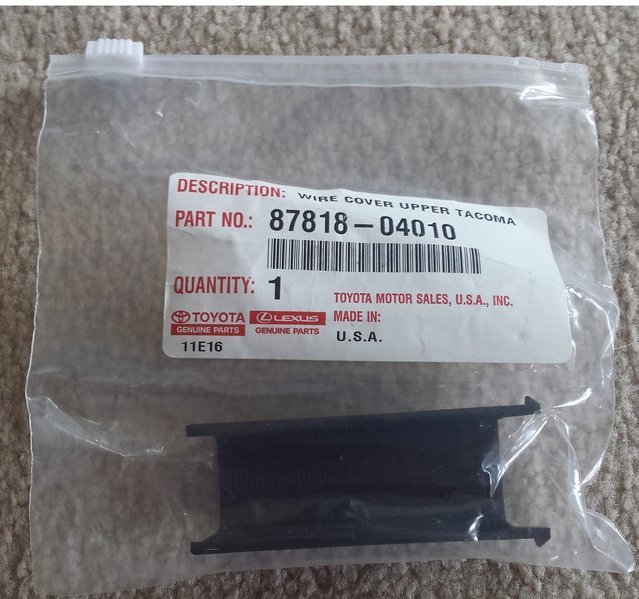 DESCRIPTION: WIRE COVER UPPER TACOMA
PART NO.: 87818-04010
QUANTITY: 1
TOYOTA MOTOR SALES, U.S.A., INC.
TOYOTA
GENUINE PARTS
LEXUS
GENUINE PARTS
MADE IN:
U.S.A.
11E16